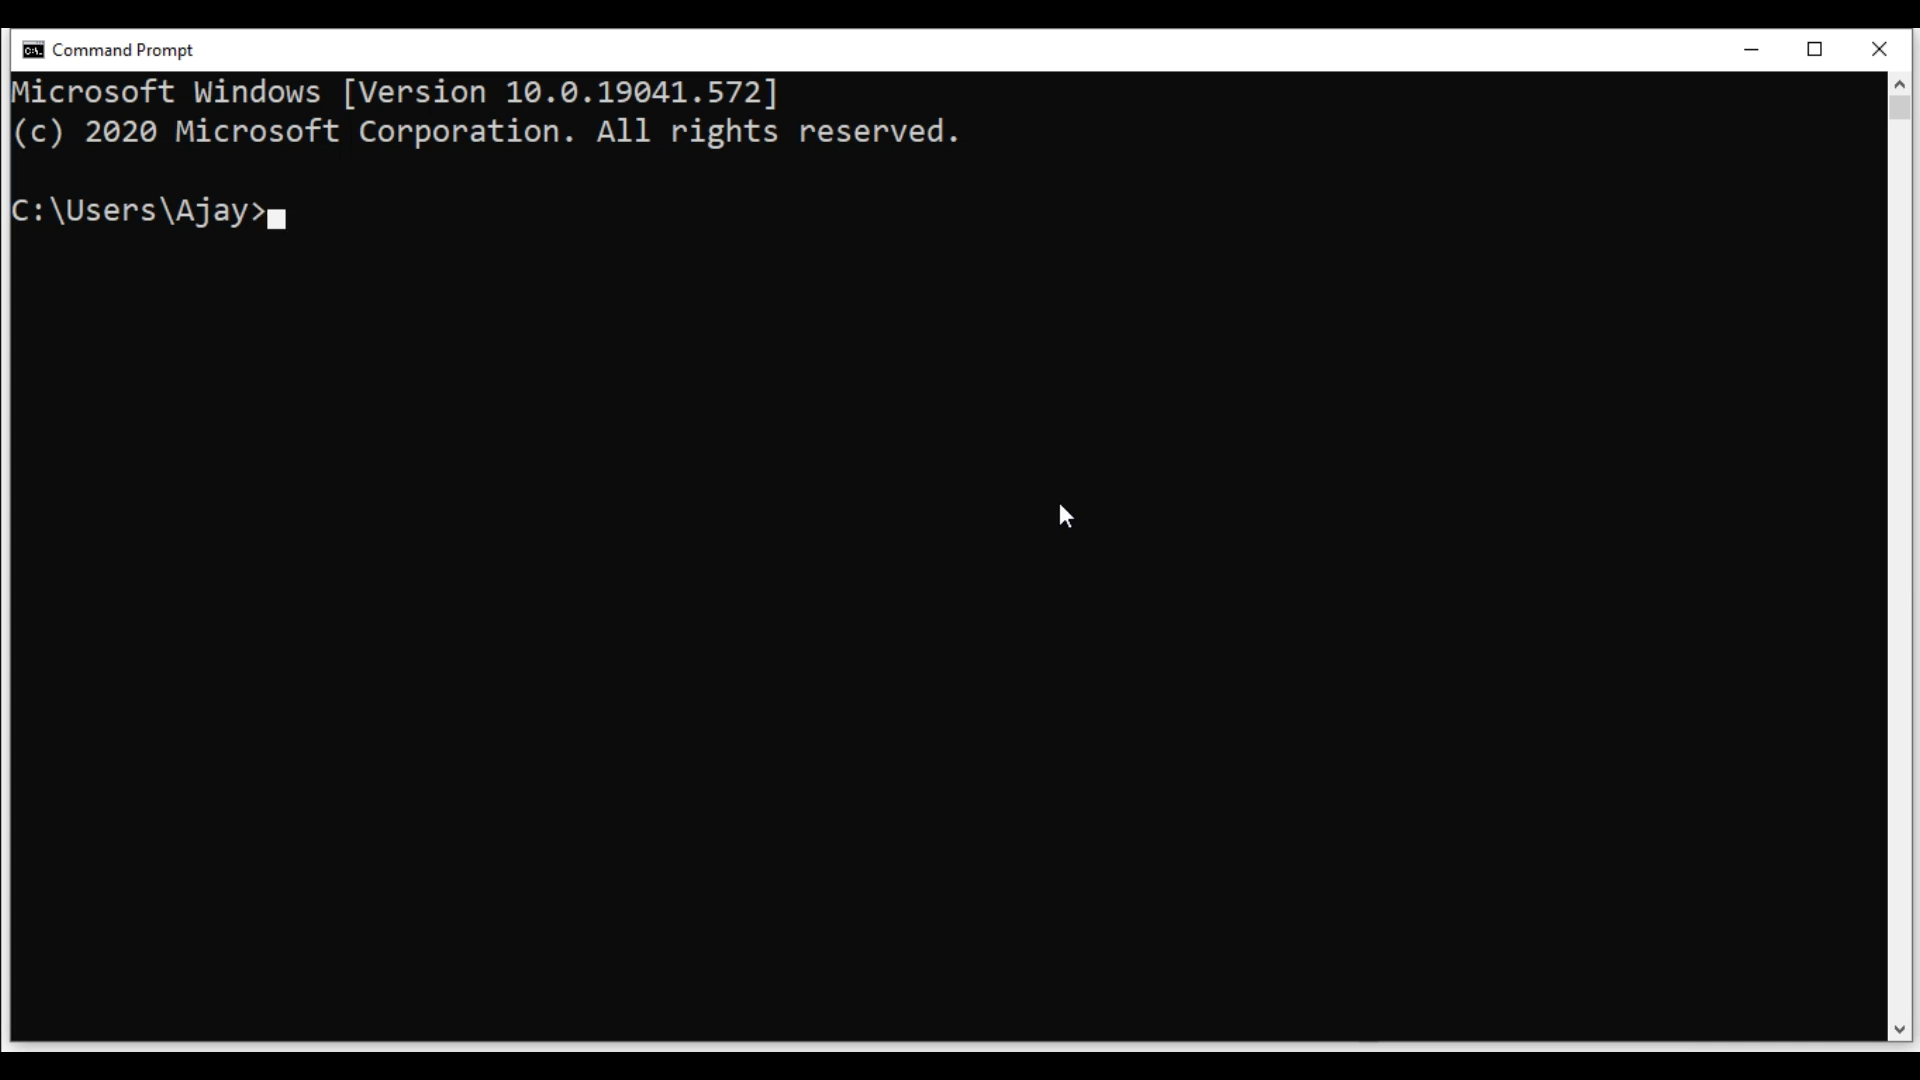 Command Prompt
Microsoft Windows [Version 10.0.19041.572]
(c) 2020 Microsoft Corporation. All rights reserved.
C:\Users\Ajay>